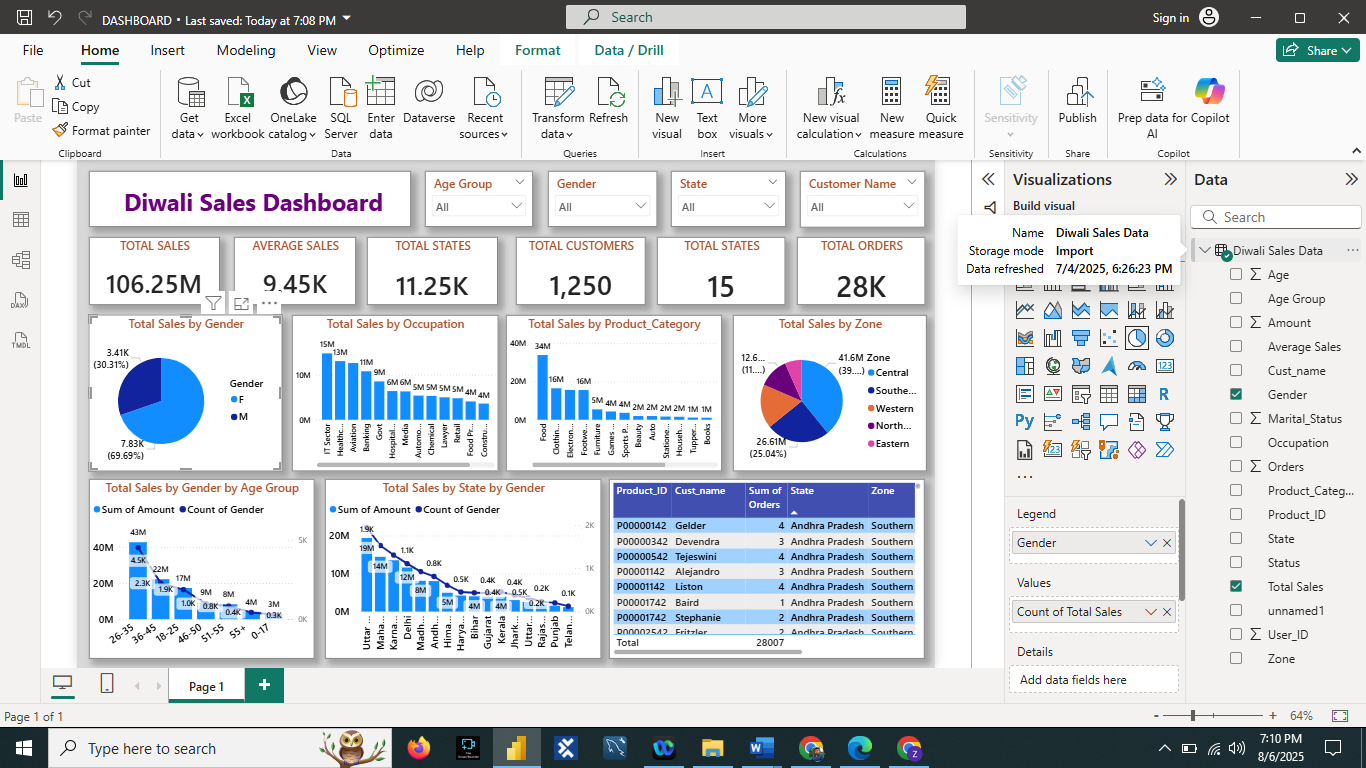 DASHBOARD • Last saved: Today at 7:08 PM
Search
Sign in
File Home Insert Modeling View Optimize Help Format Data / Drill
Share
Paste
Cut
Copy
Format painter
Clipboard
Get data
Excel workbook
OneLake catalog
SQL Server
Enter data
Dataverse
Recent sources
Data
Transform data
Refresh
Queries
New visual
Text box
More visuals
Insert
New visual calculation
New measure
Quick measure
Calculations
Sensitivity
Sensitivity
Publish
Share
Prep data for AI
Copilot
Copilot
DAX
TMDL
Diwali Sales Dashboard
Age Group
All
Gender
All
State
All
Customer Name
All
TOTAL SALES
106.25M
AVERAGE SALES
9.45K
TOTAL STATES
11.25K
TOTAL CUSTOMERS
1,250
TOTAL STATES
15
TOTAL ORDERS
28K
Total Sales by Gender
3.41K
(30.31%)
7.83K
(69.69%)
Gender
F
M
Total Sales by Occupation
10M
0M
15M
13M
11M
9M
6M
6M
5M
5M
5M
5M
4M
4M
IT Sector
Healthc...
Aviation
Banking
Govt
Hospital...
Media
Automo...
Chemical
Lawyer
Retail
Food Pr...
Constru...
Total Sales by Product_Category
40M
20M
0M
34M
16M
16M
5M
4M
4M
2M
2M
2M
2M
1M
1M
Food
Clothin...
Electron...
Footwe...
Furniture
Games ...
Sports P...
Beauty
Auto
Statione...
Househ...
Tupper...
Books
Total Sales by Zone
12.6...
(11....)
41.6M
(39....)
26.61M
(25.04%)
Zone
Central
Southe...
Western
North...
Eastern
Total Sales by Gender by Age Group
Sum of Amount Count of Gender
40M
20M
0M
5K
0K
43M
22M
17M
9M
8M
4M
3M
4.5K
2.3K
1.9K
1.0K
0.8K
0.4K
0.3K
26-35
36-45
18-25
46-50
51-55
55+
0-17
Total Sales by State by Gender
Sum of Amount Count of Gender
20M
10M
0M
2K
1K
0K
1.9K
1.1K
0.8K
0.5K
0.4K
0.4K
0.2K
0.1K
19M
14M
12M
8M
5M
4M
4M
0.2K
Uttar ...
Maha...
Karna...
Delhi
Madh...
Andh...
Hima...
Harya...
Bihar
Gujarat
Kerala
Jhark...
Uttar...
Rajas...
Punjab
Telan...
Product_ID Cust_name Sum of Orders State Zone
P00000142 Gelder 4 Andhra Pradesh Southern
P00000342 Devendra 3 Andhra Pradesh Southern
P00000542 Tejeswini 4 Andhra Pradesh Southern
P00001142 Alejandro 3 Andhra Pradesh Southern
P00001142 Liston 4 Andhra Pradesh Southern
P00001742 Baird 1 Andhra Pradesh Southern
P00001742 Stephanie 2 Andhra Pradesh Southern
P00002542 Fritzler 2 Andhra Pradesh Southern
Total 28007
Visualizations
Build visual
Name Diwali Sales Data
Storage mode Import
Data refreshed 7/4/2025, 6:26:23 PM
123
R
Py
123
...
Legend
Gender
Values
Count of Total Sales
Details
Add data fields here
Data
Search
Diwali Sales Data
Age
Age Group
Amount
Average Sales
Cust_name
Gender
Marital_Status
Occupation
Orders
Product_Categ...
Product_ID
State
Status
Total Sales
unnamed1
User_ID
Zone
Page 1
Page 1 of 1
64%
Type here to search
7:10 PM
8/6/2025